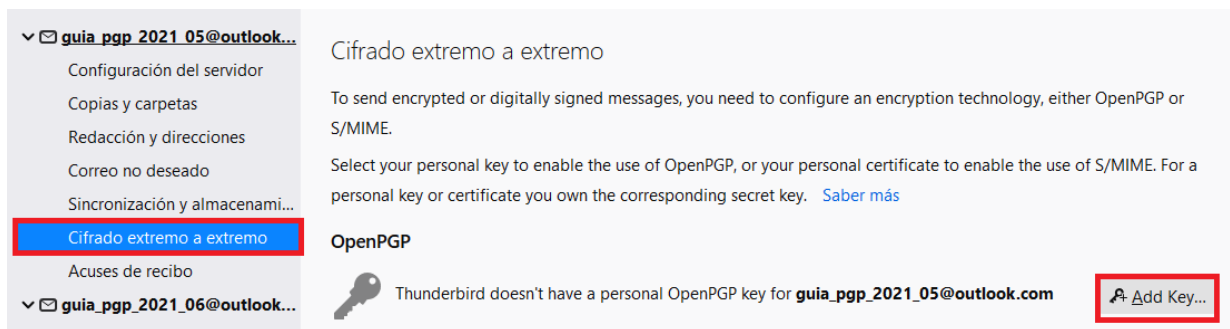 guia_pgp_2021_05@outlook...
Configuración del servidor
Copias y carpetas
Redacción y direcciones
Correo no deseado
Sincronización y almacenami...
Cifrado extremo a extremo
Acuses de recibo
guia_pgp_2021_06@outlook...
Cifrado extremo a extremo
To send encrypted or digitally signed messages, you need to configure an encryption technology, either OpenPGP or
S/MIME.
Select your personal key to enable the use of OpenPGP, or your personal certificate to enable the use of S/MIME. For a
personal key or certificate you own the corresponding secret key. Saber más
OpenPGP
Thunderbird doesn't have a personal OpenPGP key for guia_pgp_2021_05@outlook.com
Add Key...